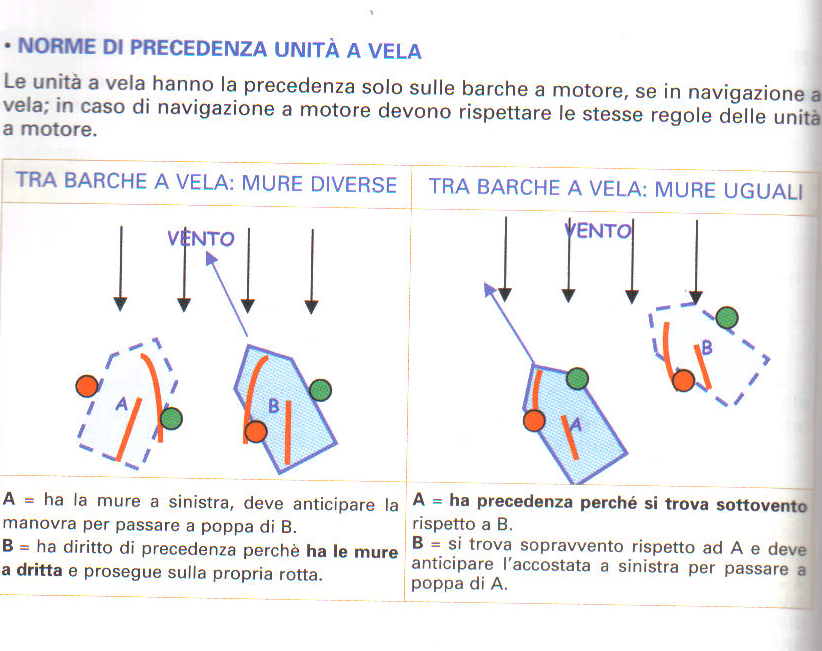 • NORME DI PRECEDENZA UNITÀ A VELA
Le unità a vela hanno la precedenza solo sulle barche a motore, se in navigazione a
vela; in caso di navigazione a motore devono rispettare le stesse regole delle unità
a motore.
TRA BARCHE A VELA: MURE DIVERSE
VENTO
A
B
A = ha la mure a sinistra, deve anticipare la
manovra per passare a poppa di B.
B = ha diritto di precedenza perchè ha le mure
a dritta e prosegue sulla propria rotta.
TRA BARCHE A VELA: MURE UGUALI
VENTO
B
A
A = ha precedenza perché si trova sottovento
rispetto a B.
B = si trova sopravvento rispetto ad A e deve
anticipare l'accostata a sinistra per passare a
poppa di A.